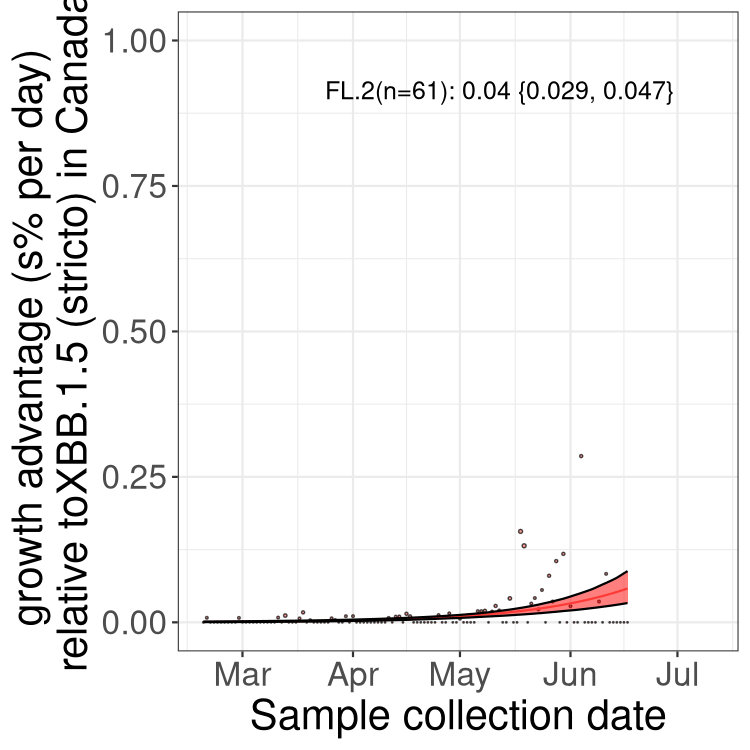 growth advantage (s% per day)
relative toXBB.1.5 (stricto) in Canada
1.00
FL.2(n=61): 0.04 {0.029, 0.047}
0.75
0.50
0.25
0.00
Mar Apr May Jun Jul
Sample collection date